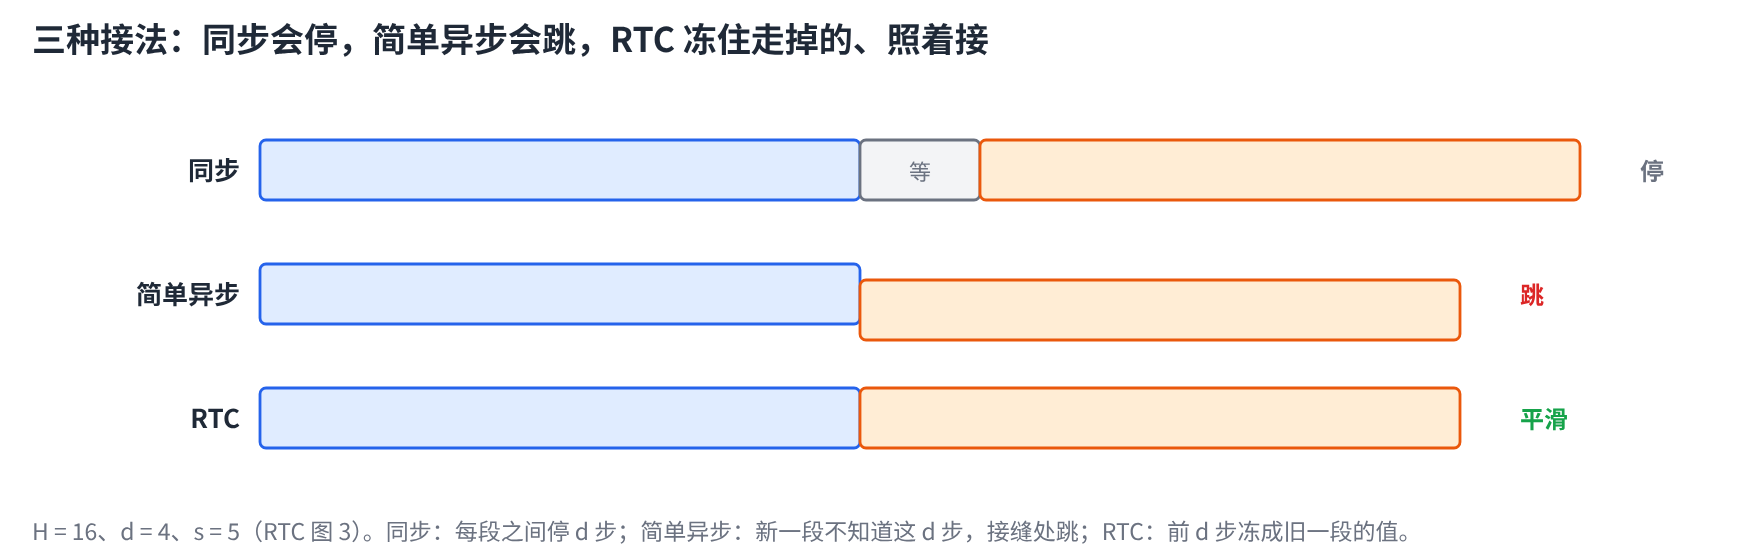 三种接法：同步会停，简单异步会跳，RTC 冻住走掉的、照着接
同步
等
停
简单异步
跳
RTC
平滑
H = 16、d = 4、s = 5（RTC 图 3）。同步：每段之间停 d 步；简单异步：新一段不知道这 d 步，接缝处跳；RTC：前 d 步冻成旧一段的值。